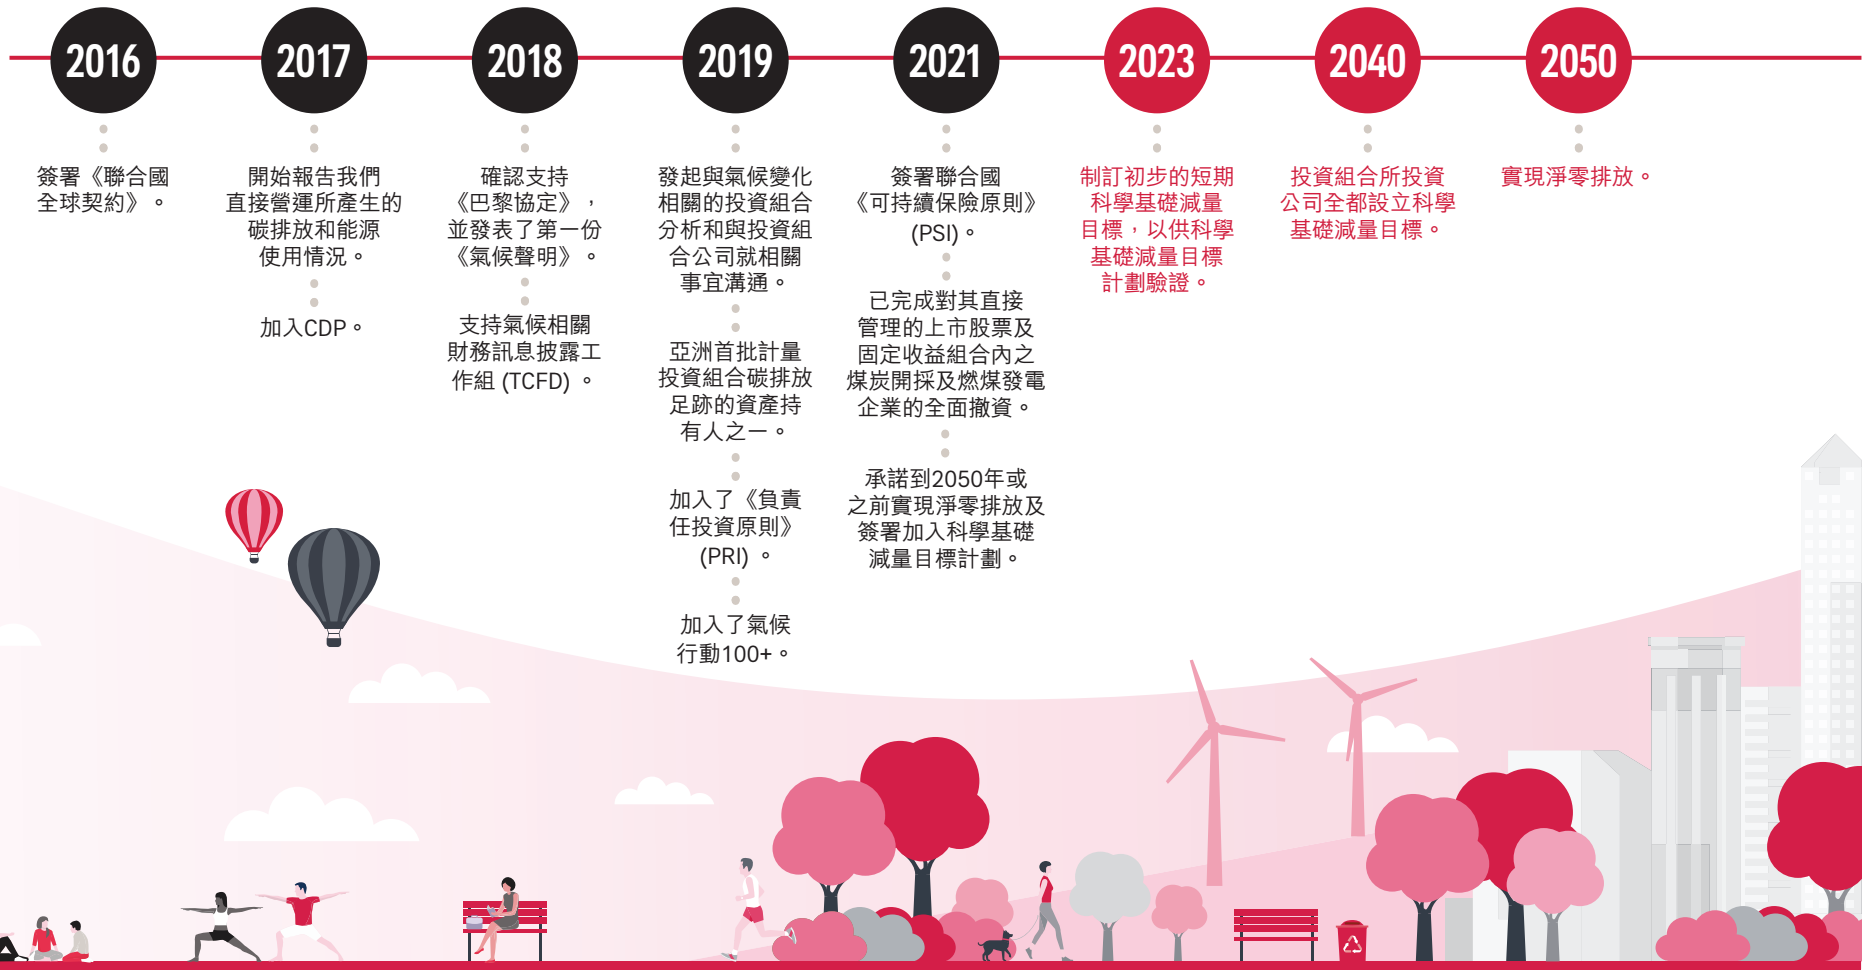 2016
簽署《聯合國
全球契約》。
2017
開始報告我們
直接營運所產生的
碳排放和能源
使用情況。
加入CDP。
2018
確認支持
《巴黎協定》，
並發表了第一份
《氣候聲明》。
支持氣候相關
財務訊息披露工
作組 (TCFD) 。
2019
發起與氣候變化
相關的投資組合
分析和與投資組
合公司就相關
事宜溝通。
亞洲首批計量
投資組合碳排放
足跡的資產持
有人之一。
加入了《負責
任投資原則》
(PRI) 。
加入了氣候
行動100+。
2021
簽署聯合國
《可持續保險原則》
(PSI)。
已完成對其直接
管理的上市股票及
固定收益組合內之
煤炭開採及燃煤發電
企業的全面撤資。
承諾到2050年或
之前實現淨零排放及
簽署加入科學基礎
減量目標計劃。
2023
制訂初步的短期
科學基礎減量
目標，以供科學
基礎減量目標
計劃驗證。
2040
投資組合所投資
公司全都設立科學
基礎減量目標。
2050
實現淨零排放。